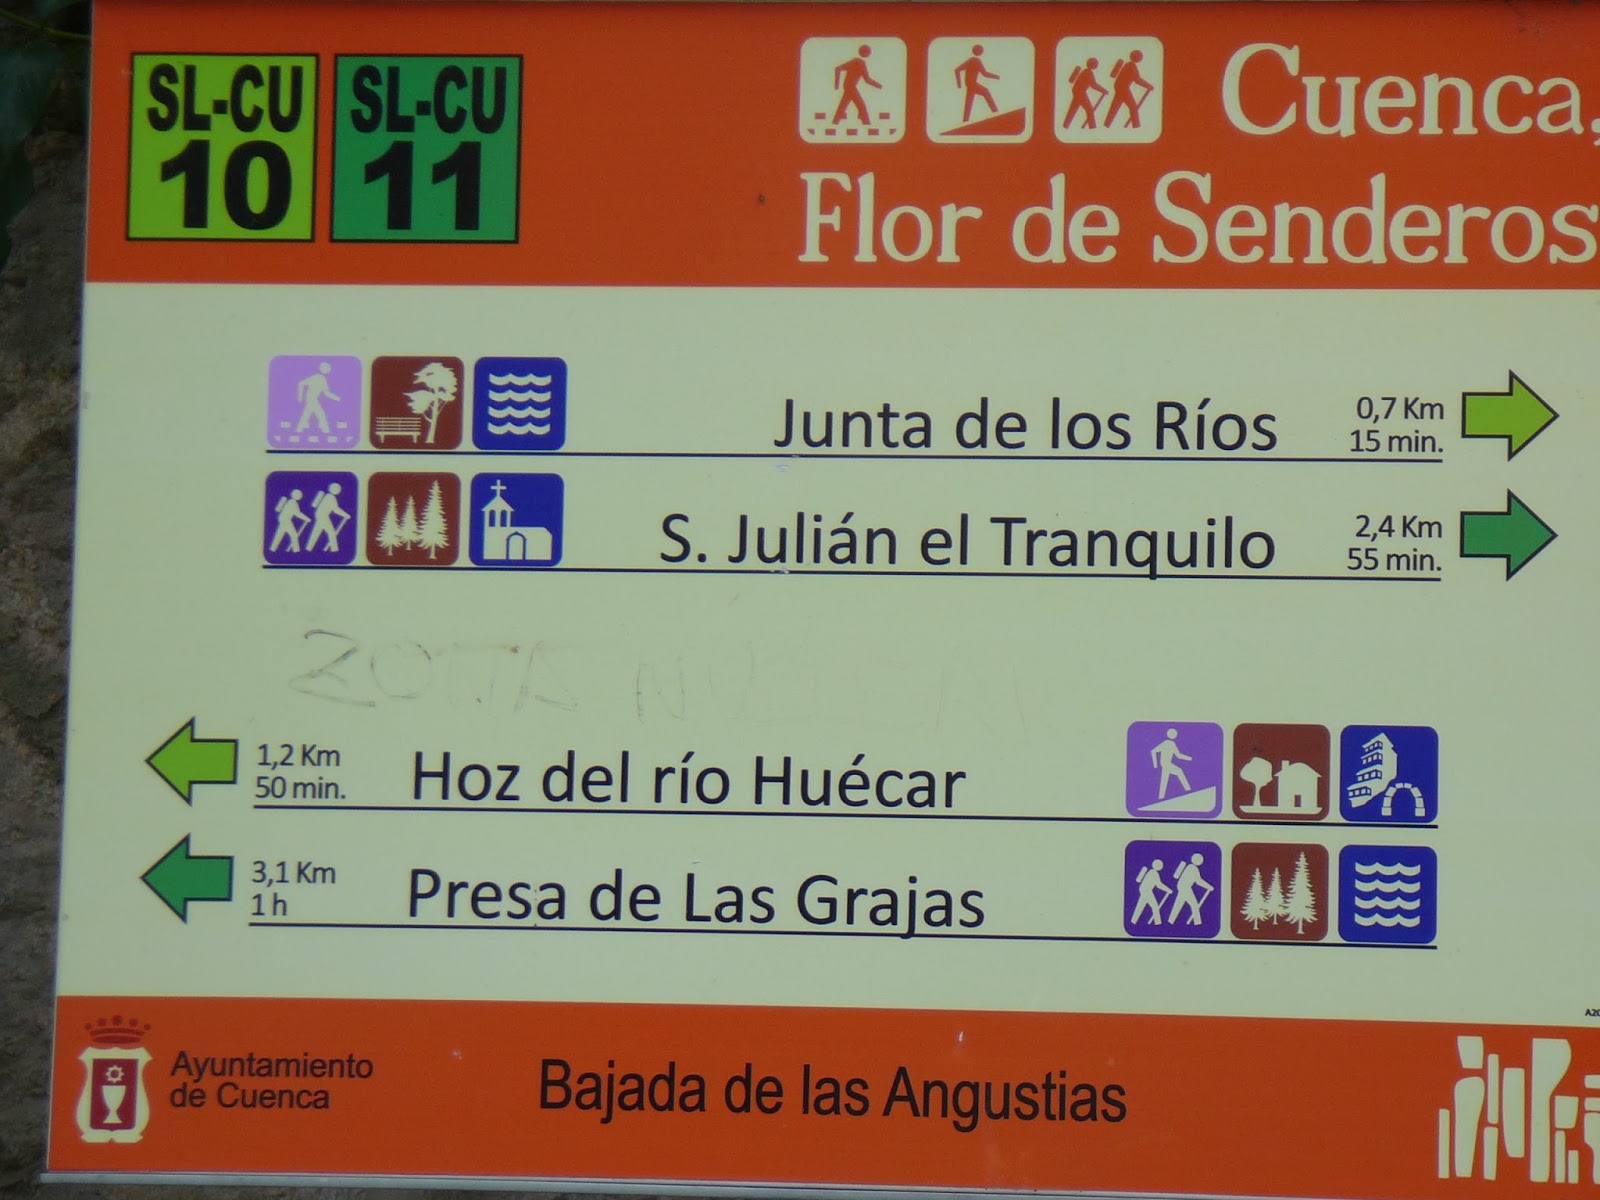 SL-CU
10
SL-CU
11
Cuenca,
Flor de Senderos
Junta de los Ríos
0,7 Km
15 min.
S. Julián el Tranquilo
2,4 Km
55 min.
1,2 Km
50 min.
Hoz del río Huécar
3,1 Km
1 h
Presa de Las Grajas
Ayuntamiento
de Cuenca
Bajada de las Angustias